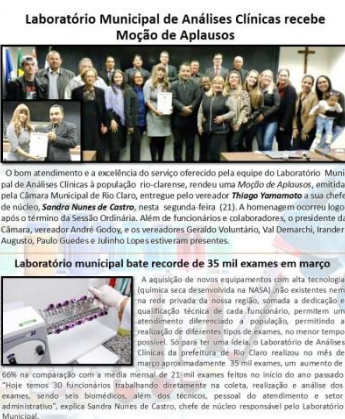 Laboratório Municipal de Análises Clínicas recebe
Moção de Aplausos
O bom atendimento e a excelência do serviço oferecido pela equipe do Laboratório Muni
pal de Análises Clínicas à população rio-clarense, rendeu uma Moção de Aplausos, emitida
pela Câmara Municipal de Rio Claro, entregue pelo vereador Thiago Yamamoto a sua chefe
de núcleo, Sandra Nunes de Castro, nesta segunda-feira (21). A homenagem ocorreu logo
após o término da Sessão Ordinária. Além de funcionários e colaboradores, o presidente da
Câmara, vereador André Godoy, e os vereadores Geraldo Voluntário, Val Demarchi, Irander
Augusto, Paulo Guedes e Julinho Lopes estiveram presentes.
Laboratório municipal bate recorde de 35 mil exames em março
A aquisição de novos equipamentos com alta tecnologia
(química seca desenvolvida na NASA) ,não existentes nem
na rede privada da nossa região, somada a dedicação e
qualificação técnica de cada funcionário, permitem um
atendimento diferenciado a população, permitindo a
realização de diferentes tipos de exames, no menor tempo
possível. Só para ter uma ideia, o Laboratório de Análises
Clínicas da prefeitura de Rio Claro realizou no mês de
março aproximadamente 35 mil exames, um aumento de
66% na comparação com a média mensal de 21 mil exames feitos no início do ano passado
"Hoje temos 30 funcionários trabalhando diretamente na coleta, realização e análise dos
exames, sendo seis biomédicos, além dos técnicos, pessoal do atendimento e setor
administrativo", explica Sandra Nunes de Castro, chefe de núcleo responsável pelo Laboratório
Municipal.